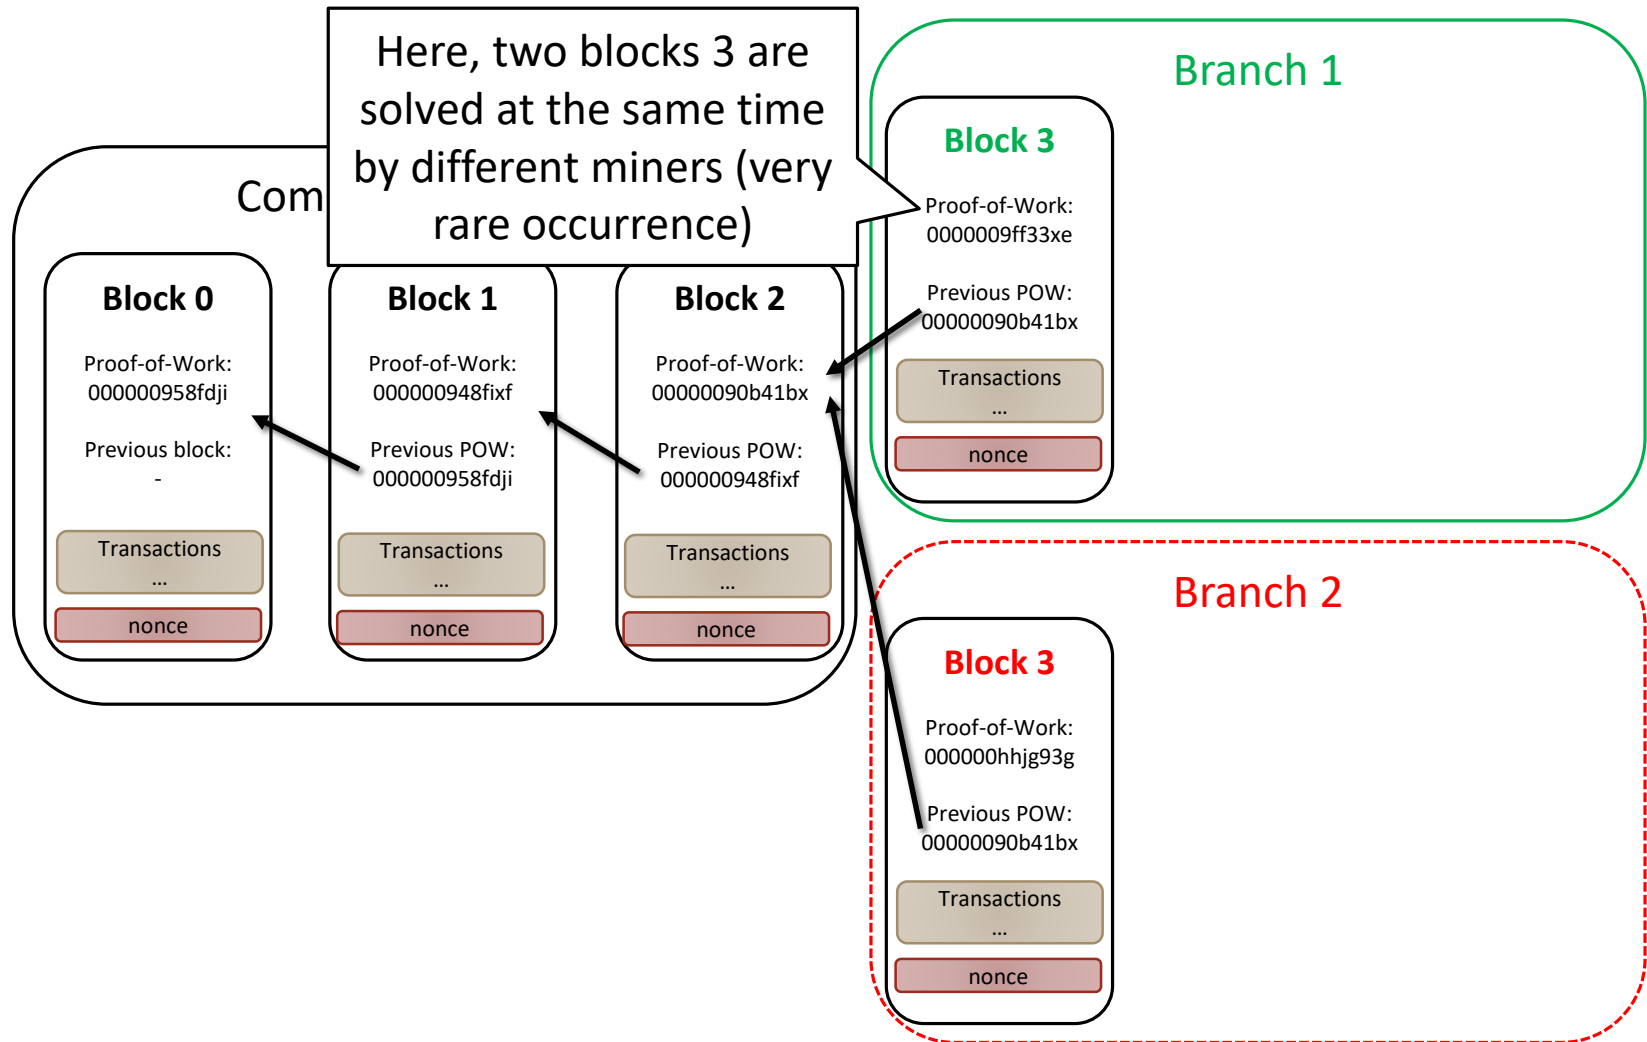 Here, two blocks 3 are
solved at the same time
by different miners (very
rare occurrence)
Com
Block 0
Proof-of-Work:
000000958fdji
Previous block:
-
Transactions
...
nonce
Block 1
Proof-of-Work:
000000948fixf
Previous POW:
000000958fdji
Transactions
...
nonce
Block 2
Proof-of-Work:
00000090b41bx
Previous POW:
000000948fixf
Transactions
...
nonce
Branch 1
Block 3
Proof-of-Work:
0000009ff33xe
Previous POW:
00000090b41bx
Transactions
...
nonce
Branch 2
Block 3
Proof-of-Work:
000000hhjg93g
Previous POW:
00000090b41bx
Transactions
...
nonce